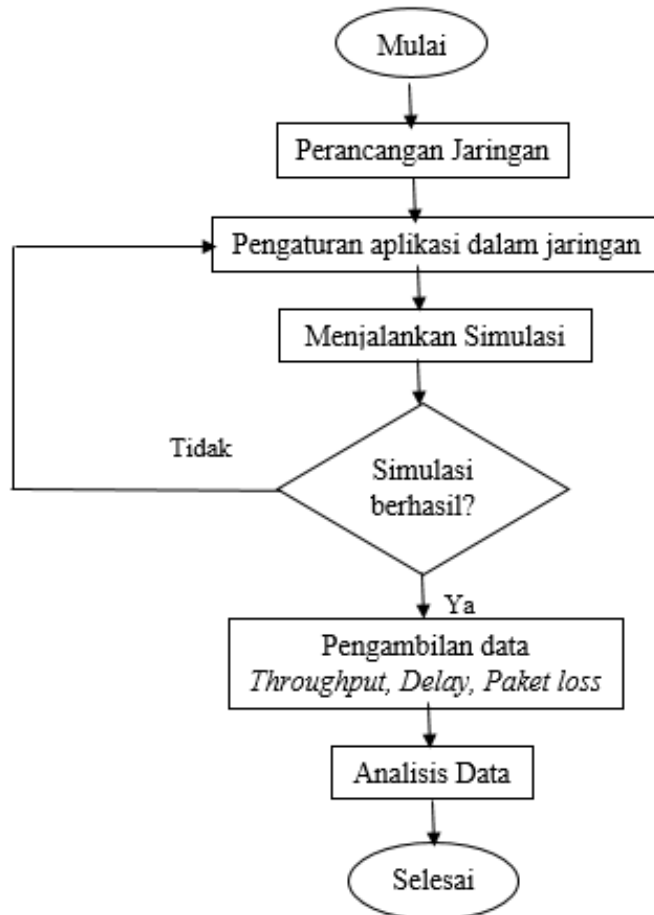 Mulai
Perancangan Jaringan
Pengaturan aplikasi dalam jaringan
Menjalankan Simulasi
Tidak
Simulasi
berhasil?
Ya
Pengambilan data
Throughput, Delay, Paket loss
Analisis Data
Selesai